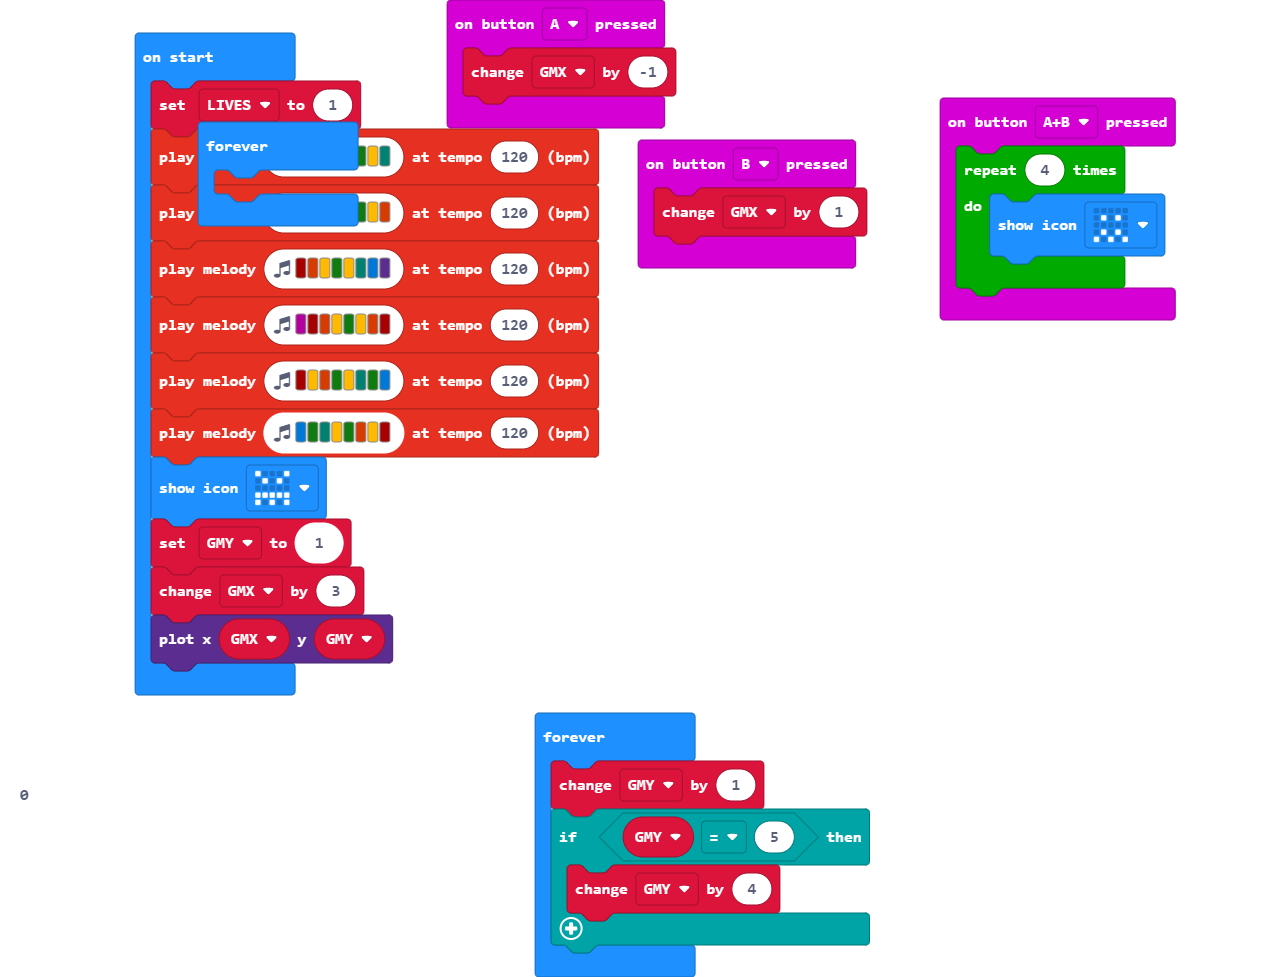 on start
set LIVES to 1
forever
play at tempo 120 (bpm)
play at tempo 120 (bpm)
play melody at tempo 120 (bpm)
play melody at tempo 120 (bpm)
play melody at tempo 120 (bpm)
play melody at tempo 120 (bpm)
show icon
set GMY to 1
change GMX by 3
plot x GMX y GMY
on button A pressed
change GMX by -1
on button B pressed
change GMX by 1
on button A+B pressed
repeat 4 times
do
show icon
0
forever
change GMY by 1
if GMY = 5 then
change GMY by 4